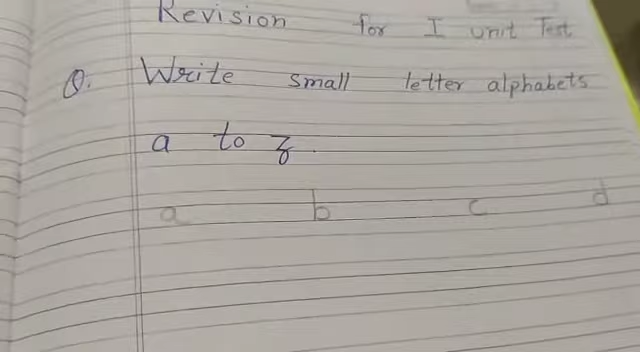 Revision for I unit Test
Q. Write small letter alphabets
a to z.
a b c d